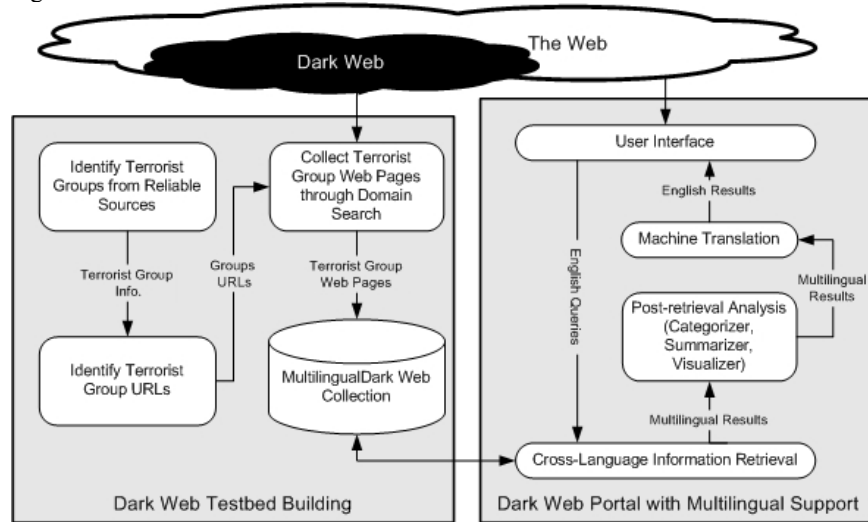 The Web
Dark Web
Identify Terrorist
Groups from Reliable
Sources
Collect Terrorist
Group Web Pages
through Domain
Search
Terrorist Group
Info.
Groups
URLs
Terrorist Group
Web Pages
Identify Terrorist
Group URLs
MultilingualDark Web
Collection
Dark Web Testbed Building
User Interface
English Results
Machine Translation
English Queries
Multilingual
Results
Post-retrieval Analysis
(Categorizer,
Summarizer,
Visualizer)
Multilingual Results
Cross-Language Information Retrieval
Dark Web Portal with Multilingual Support